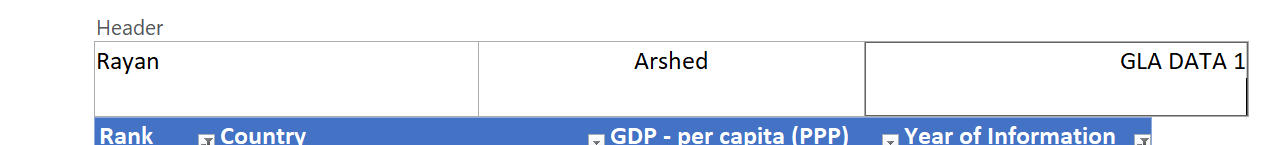 Header
Rayan Arshed GLA DATA 1
Rank Country GDP - per capita (PPP) Year of Information